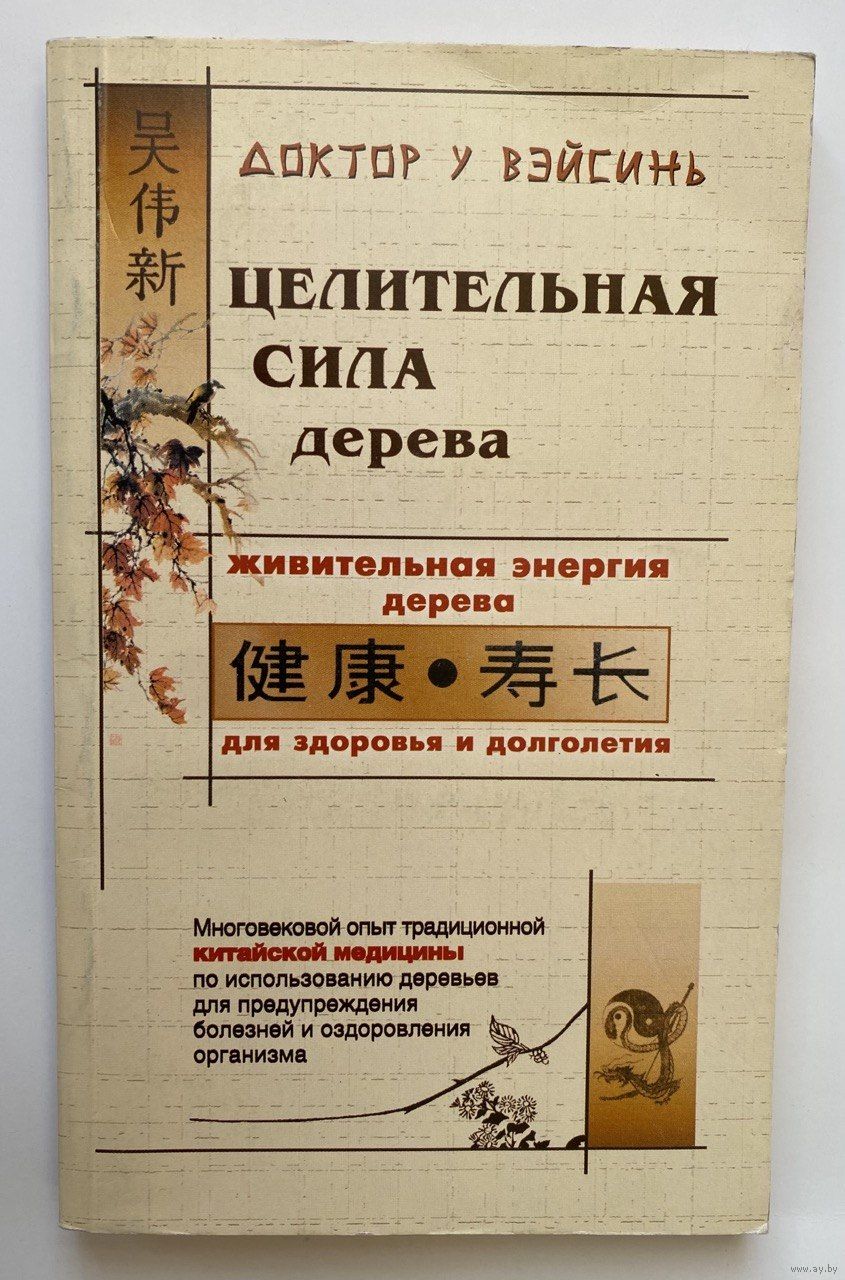 吴伟新
ДОКТОР У ВЭЙСИНЬ
ЦЕЛИТЕЛЬНАЯ
СИЛА
дерева
живительная энергия
дерева
健康•寿长
для здоровья и долголетия
Многовековой опыт традиционной
китайской медицины
по использованию деревьев
для предупреждения
болезней и оздоровления
организма
www.ay.by